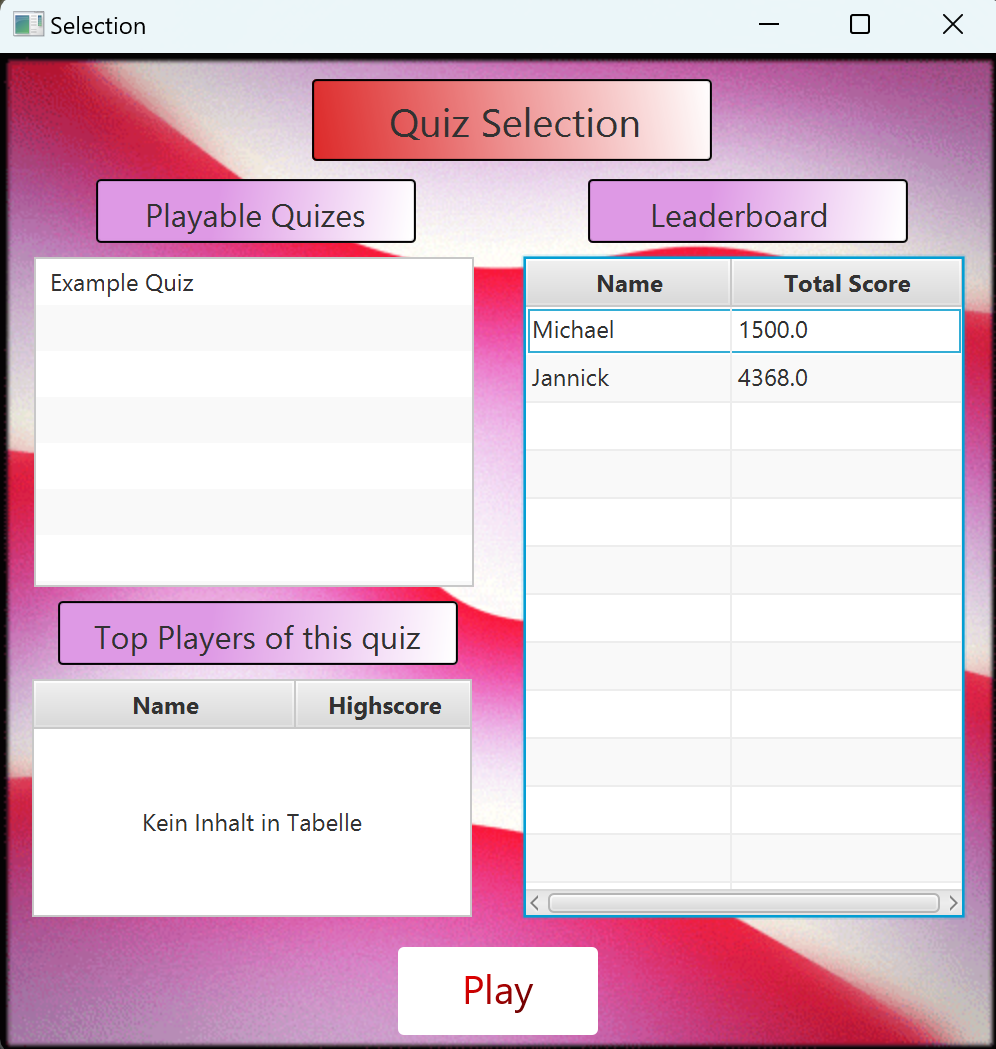 Selection
Quiz Selection
Playable Quizes
Example Quiz
Top Players of this quiz
Name Highscore
Kein Inhalt in Tabelle
Leaderboard
Name Total Score
Michael 1500.0
Jannick 4368.0
Play